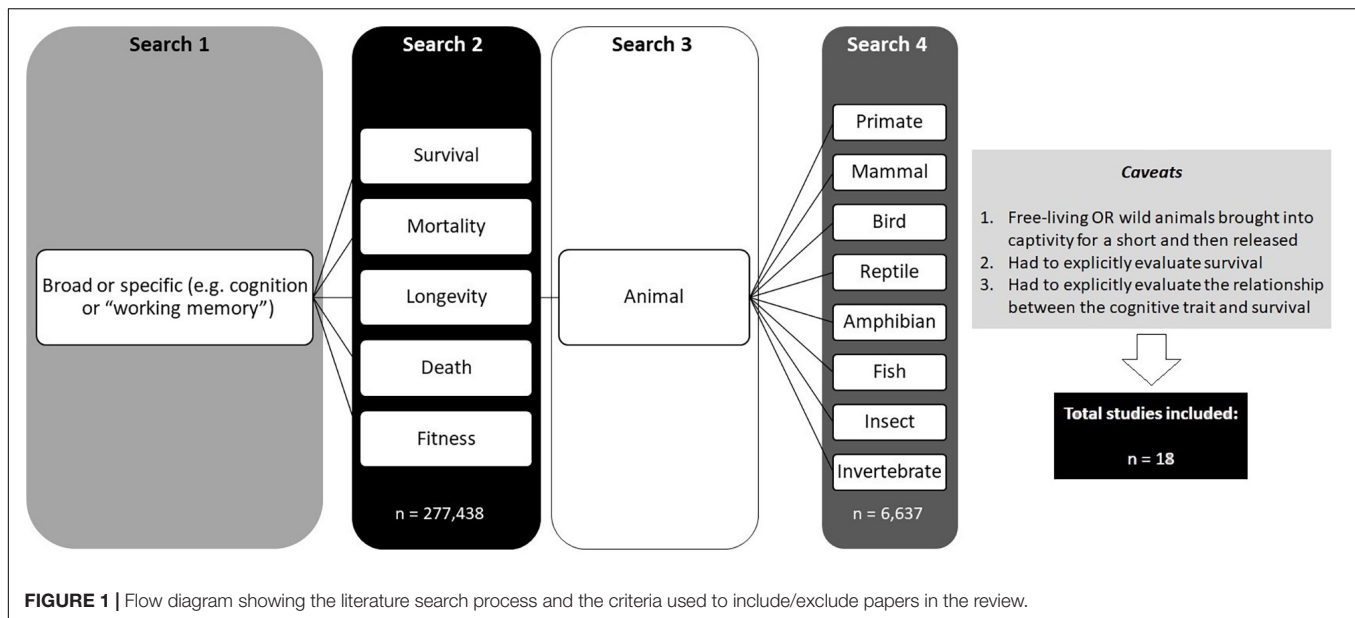 Search 1
Broad or specific (e.g. cognition
or “working memory”)
Search 2
Survival
Mortality
Longevity
Death
Fitness
n = 277,438
Search 3
Animal
Search 4
Primate
Mammal
Bird
Reptile
Amphibian
Fish
Insect
Invertebrate
n = 6,637
Caveats
1. Free-living OR wild animals brought into
captivity for a short and then released
2. Had to explicitly evaluate survival
3. Had to explicitly evaluate the relationship
between the cognitive trait and survival
Total studies included:
n = 18
FIGURE 1 | Flow diagram showing the literature search process and the criteria used to include/exclude papers in the review.